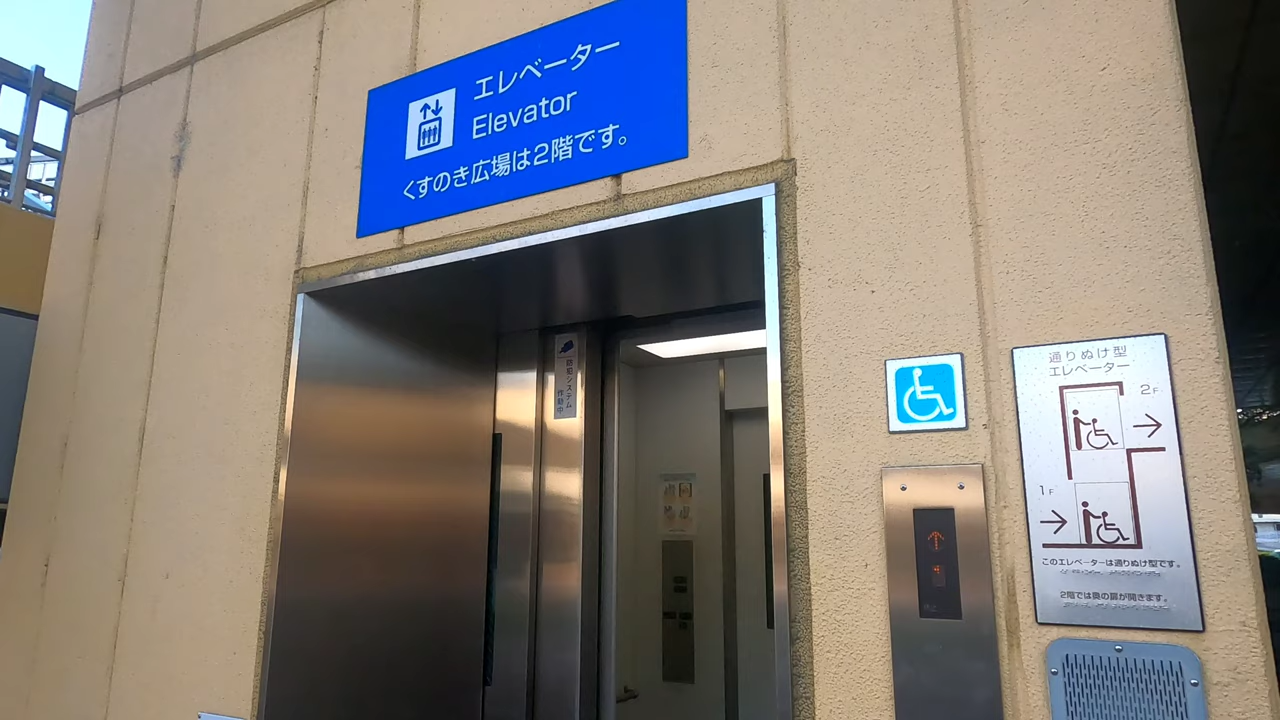 エレベーター
Elevator
くすのき広場は2階です。
防犯システム
作動中
通りぬけ型
エレベーター
2F
1F
このエレベーターは通りぬけ型です。
2階では奥の扉が開きます。